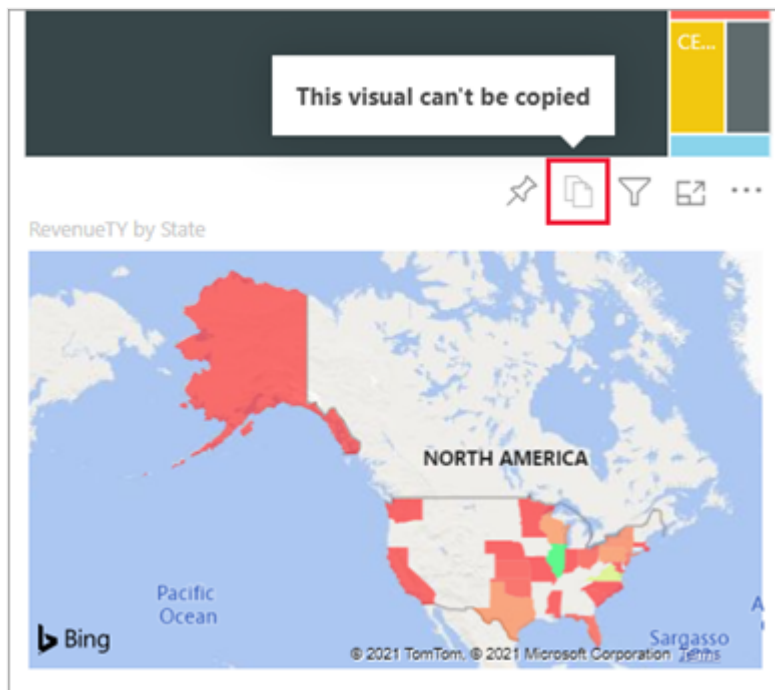 CE...
This visual can't be copied
RevenueTY by State
NORTH AMERICA
Pacific
Ocean
A
Sargasso
Bing
© 2021 TomTom, © 2021 Microsoft Corporation Terms